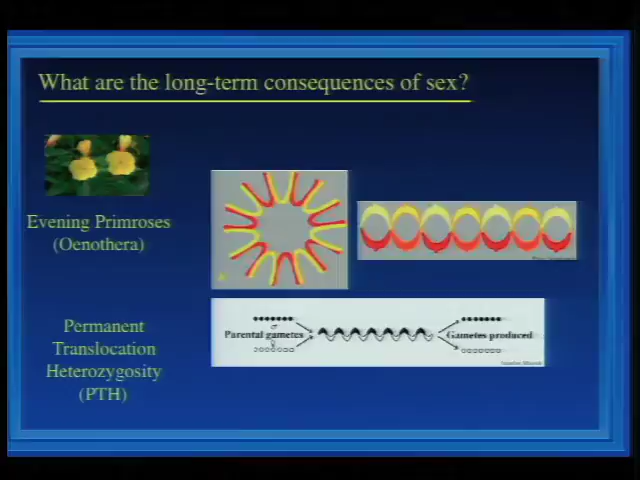 What are the long-term consequences of sex?
Evening Primroses
(Oenothera)
Permanent
Translocation
Heterozygosity
(PTH)
Parental gametes
♂
♀
Gametes produced